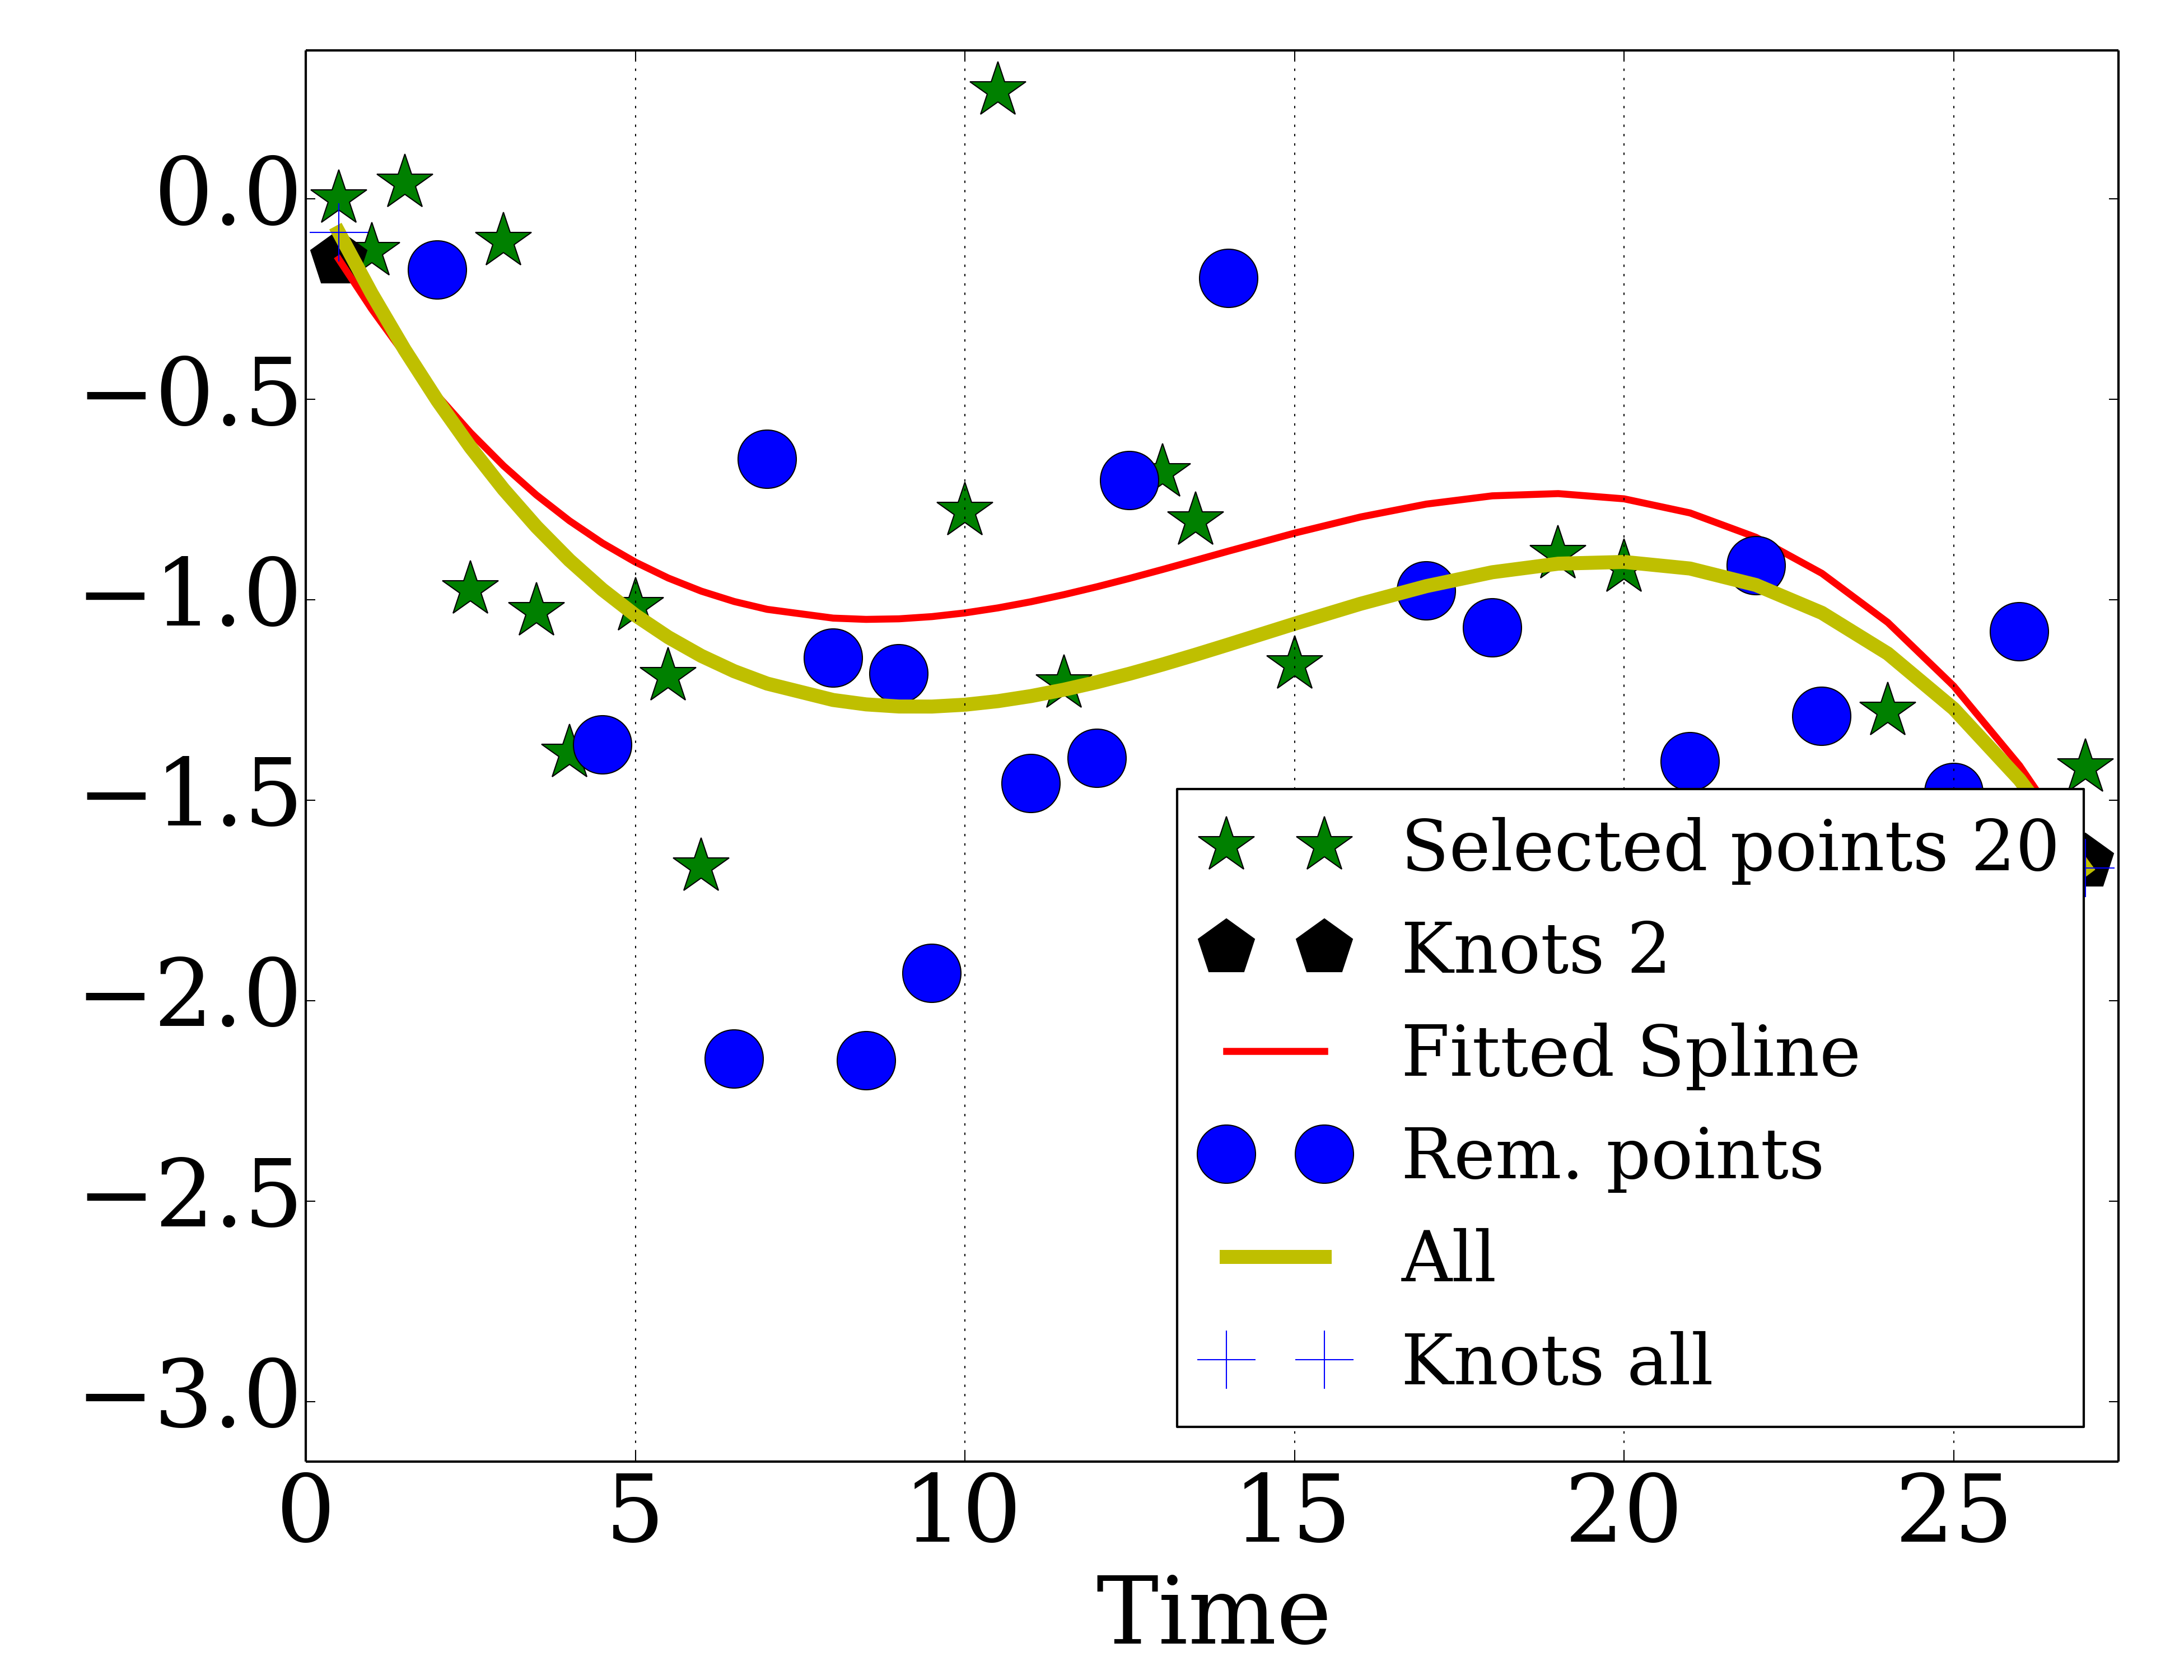 0.0
−0.5
−1.0
−1.5
−2.0
−2.5
−3.0
0 5 10 15 20 25
Time
Selected points 20
Knots 2
Fitted Spline
Rem. points
All
Knots all